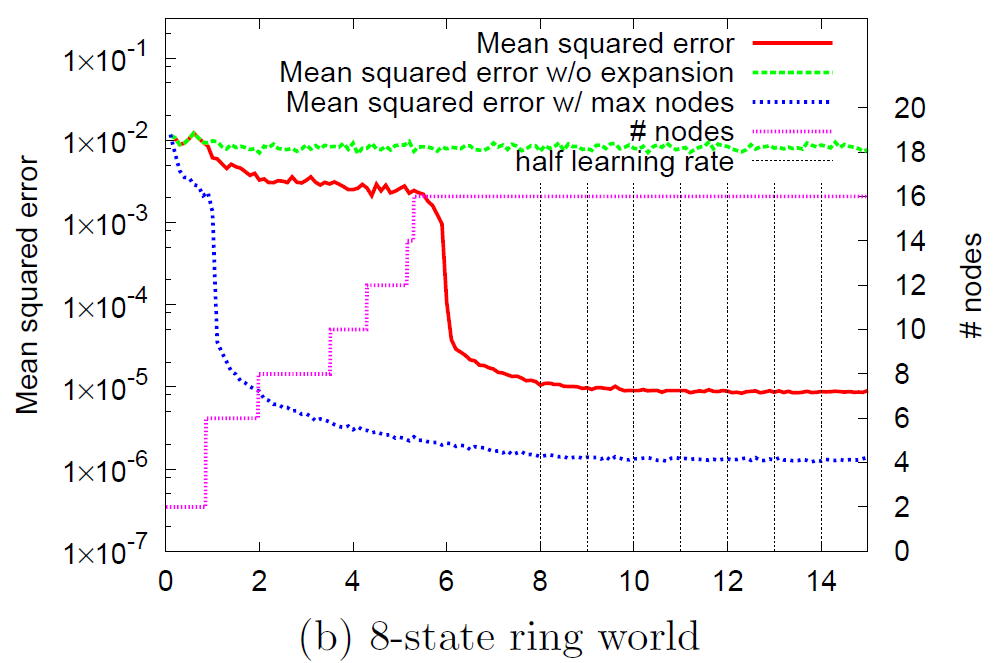 Mean squared error
Mean squared error w/o expansion
Mean squared error w/ max nodes
# nodes
half learning rate
Mean squared error
1×10-1
1×10-2
1×10-3
1×10-4
1×10-5
1×10-6
1×10-7
20
18
16
14
12
10
8
6
4
2
0
# nodes
0 2 4 6 8 10 12 14
(b) 8-state ring world